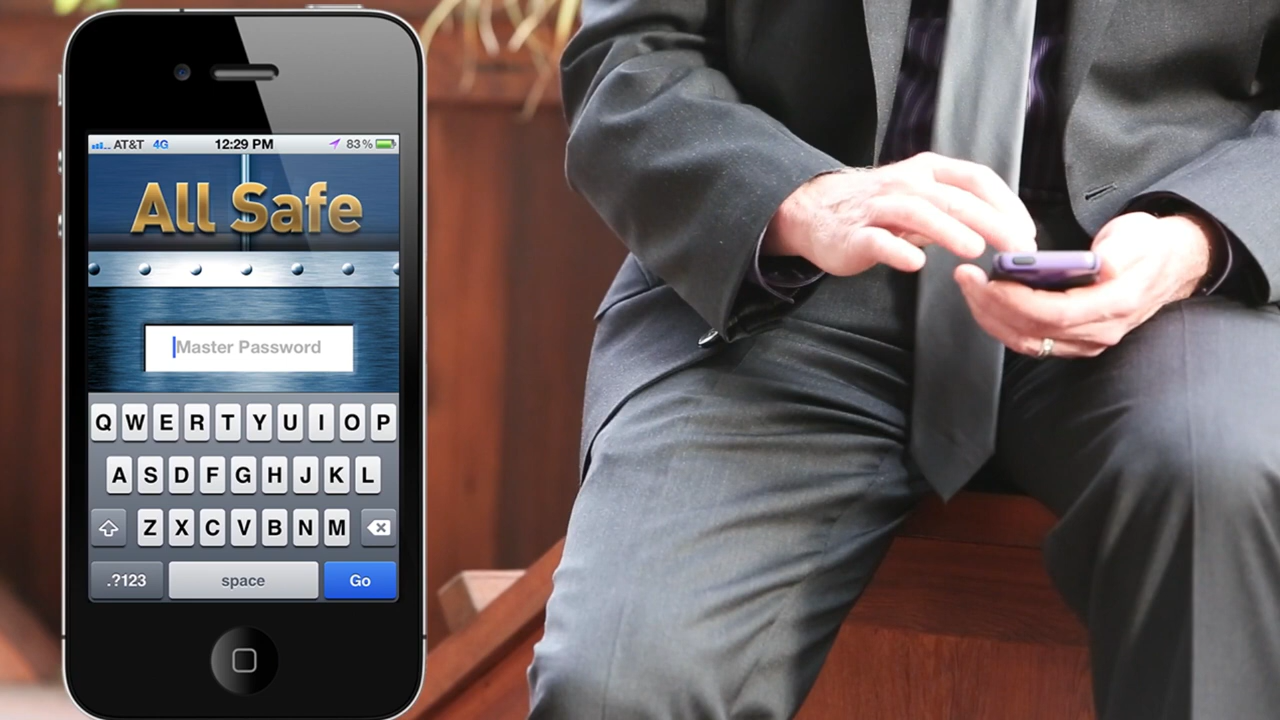 AT&T 4G 12:29 PM 83%
All Safe
Master Password
Q W E R T Y U I O P
A S D F G H J K L
Z X C V B N M
.?123 space Go